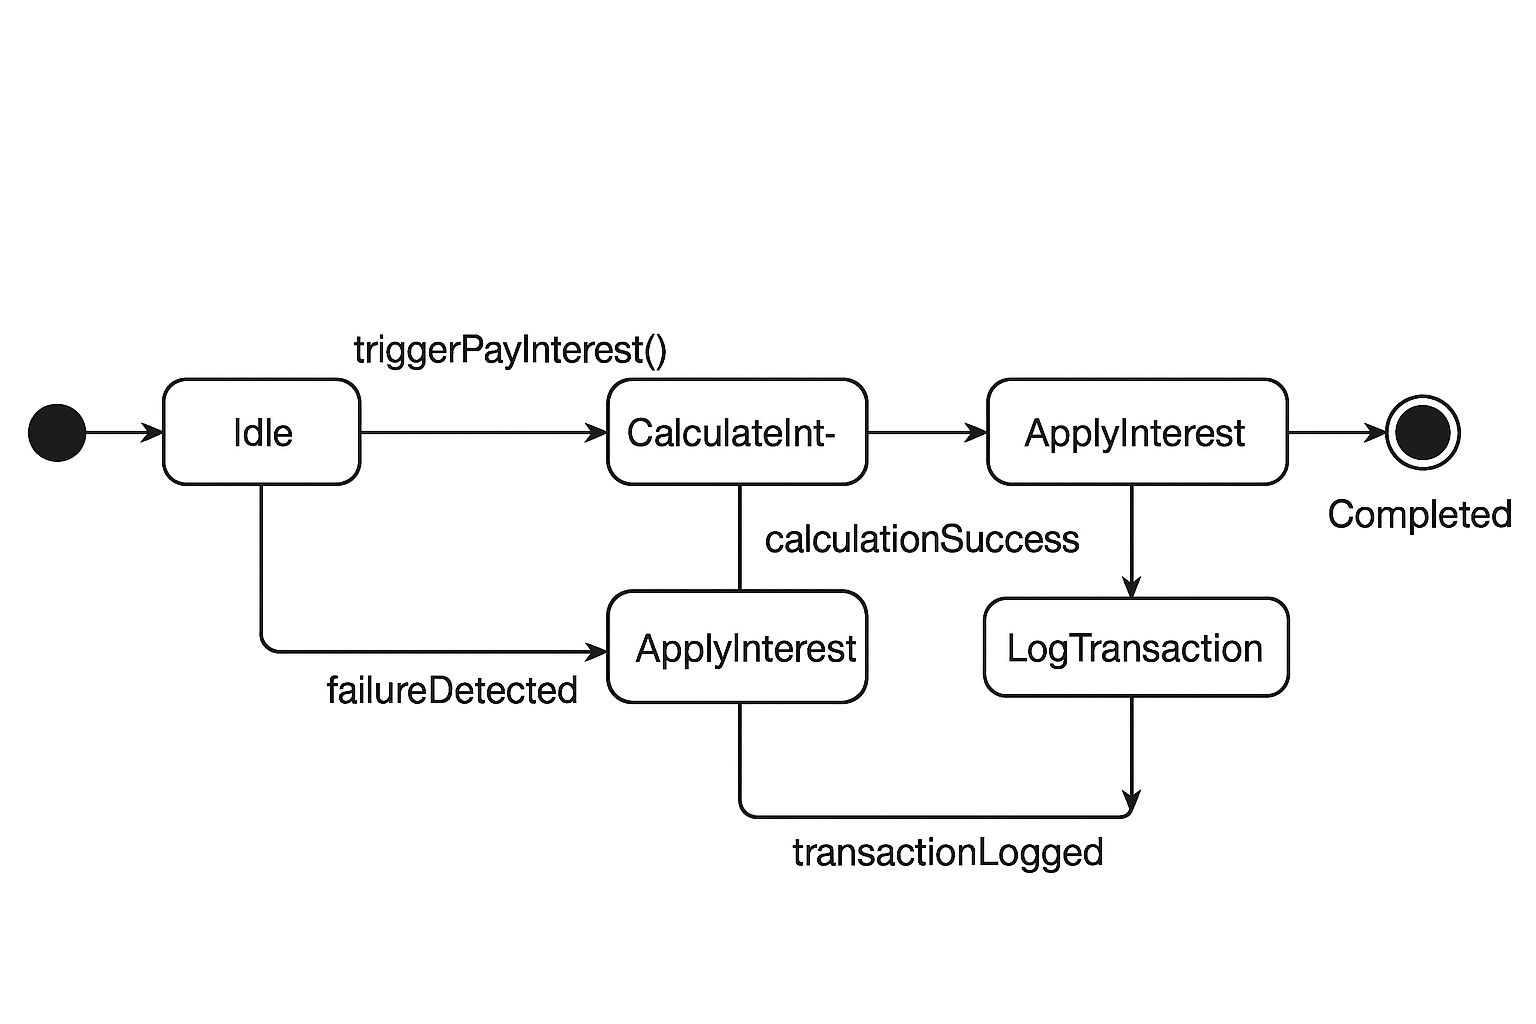 triggerPayInterest()
Idle
CalculateInt-
ApplyInterest
Completed
calculationSuccess
ApplyInterest
LogTransaction
failureDetected
transactionLogged